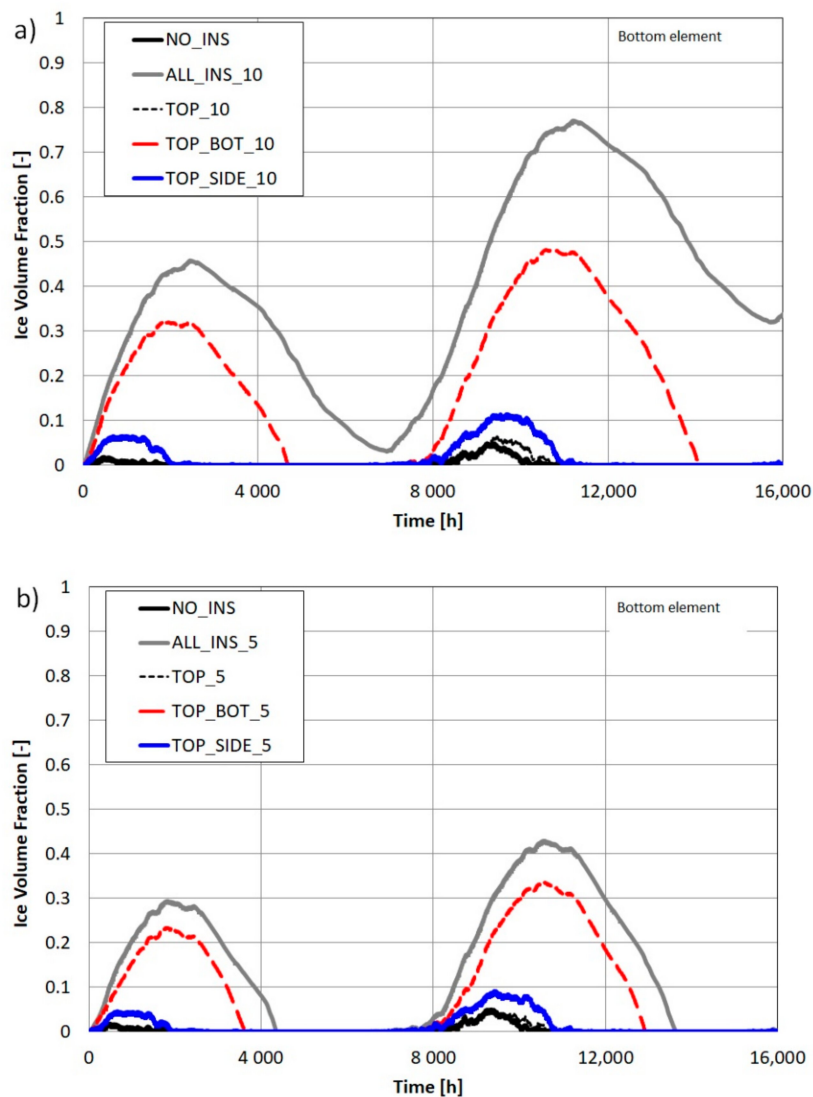 a)
Bottom element
NO_INS
ALL_INS_10
TOP_10
TOP_BOT_10
TOP_SIDE_10
Ice Volume Fraction [-]
1
0.9
0.8
0.7
0.6
0.5
0.4
0.3
0.2
0.1
0
0 4 000 8 000 12,000 16,000
Time [h]
b)
Bottom element
NO_INS
ALL_INS_5
TOP_5
TOP_BOT_5
TOP_SIDE_5
Ice Volume Fraction [-]
1
0.9
0.8
0.7
0.6
0.5
0.4
0.3
0.2
0.1
0
0 4 000 8 000 12,000 16,000
Time [h]